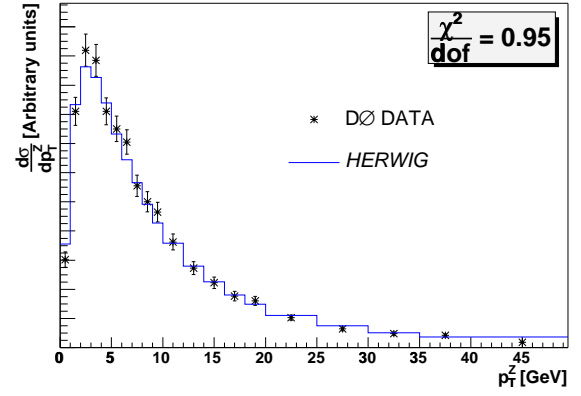 χ²
dof
= 0.95
dσ
dp_T^Z
[Arbitrary units]
DØ DATA
HERWIG
0 5 10 15 20 25 30 35 40 45
p_T^Z [GeV]